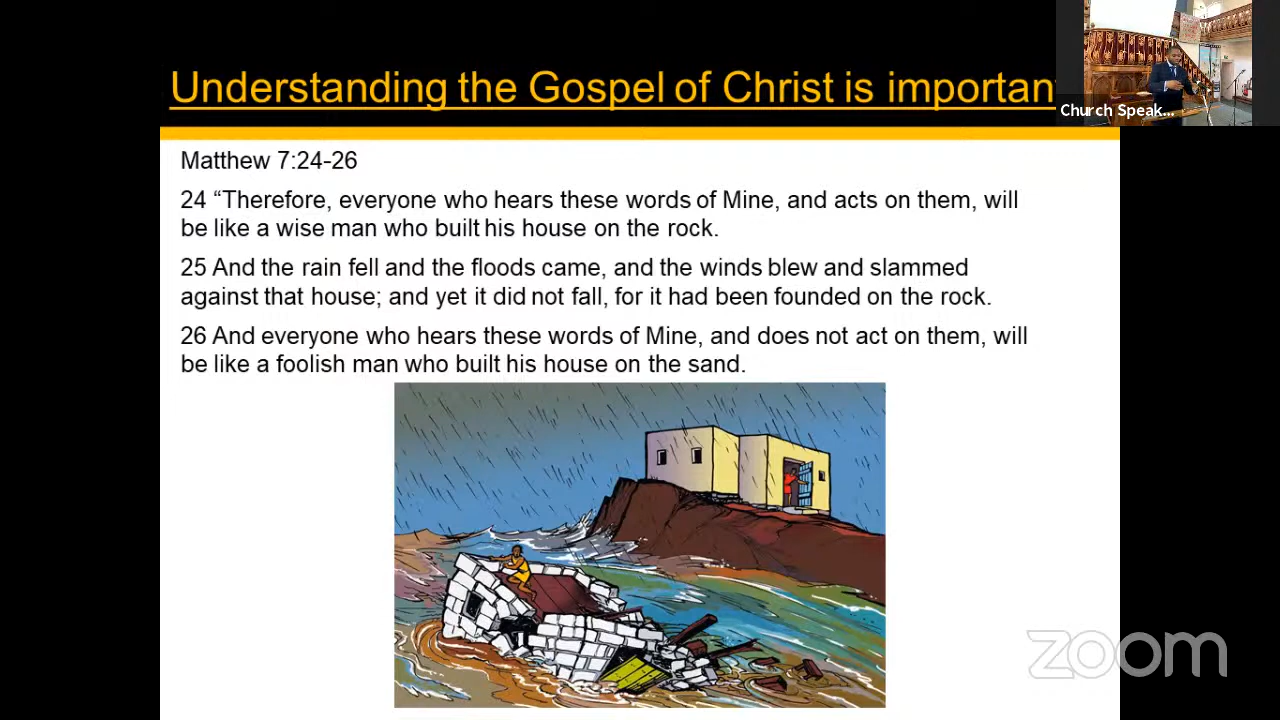 Understanding the Gospel of Christ is importan
Church Speak...
Matthew 7:24-26
24 “Therefore, everyone who hears these words of Mine, and acts on them, will
be like a wise man who built his house on the rock.
25 And the rain fell and the floods came, and the winds blew and slammed
against that house; and yet it did not fall, for it had been founded on the rock.
26 And everyone who hears these words of Mine, and does not act on them, will
be like a foolish man who built his house on the sand.
zoom